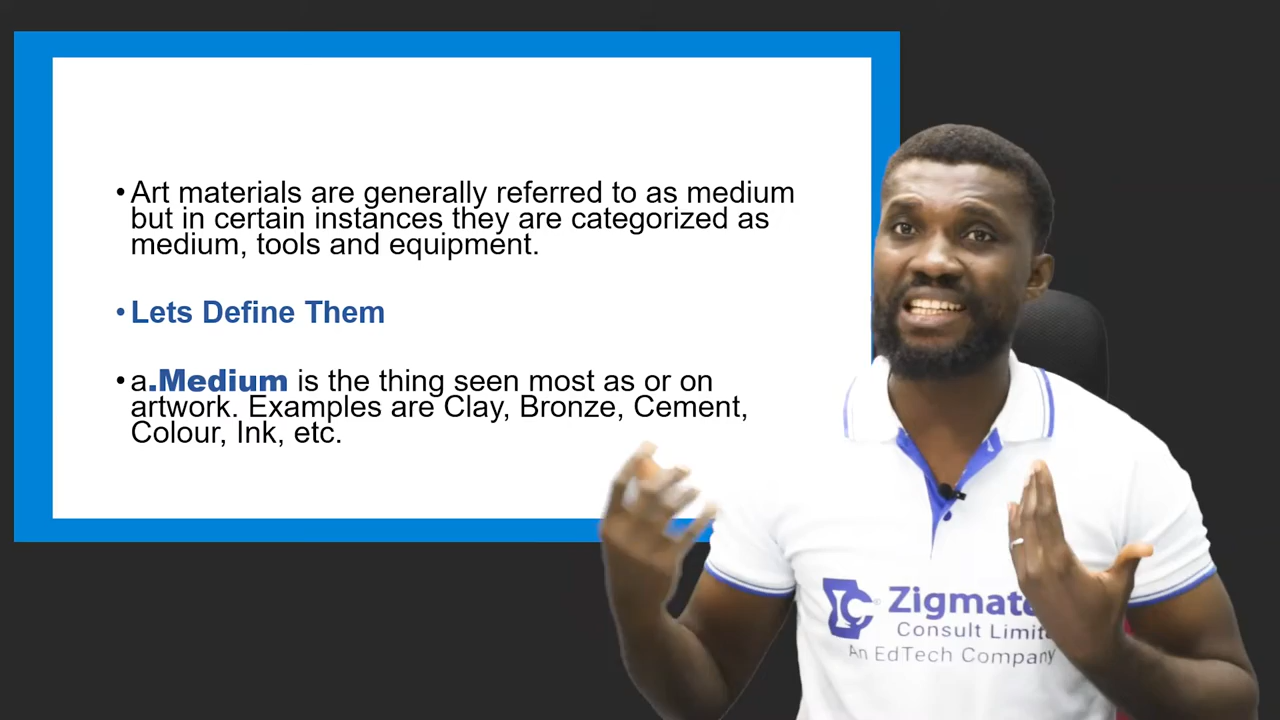 • Art materials are generally referred to as medium
but in certain instances they are categorized as
medium, tools and equipment.
• Lets Define Them
• a.Medium is the thing seen most as or on
artwork. Examples are Clay, Bronze, Cement,
Colour, Ink, etc.
Consult
An EdTech Company